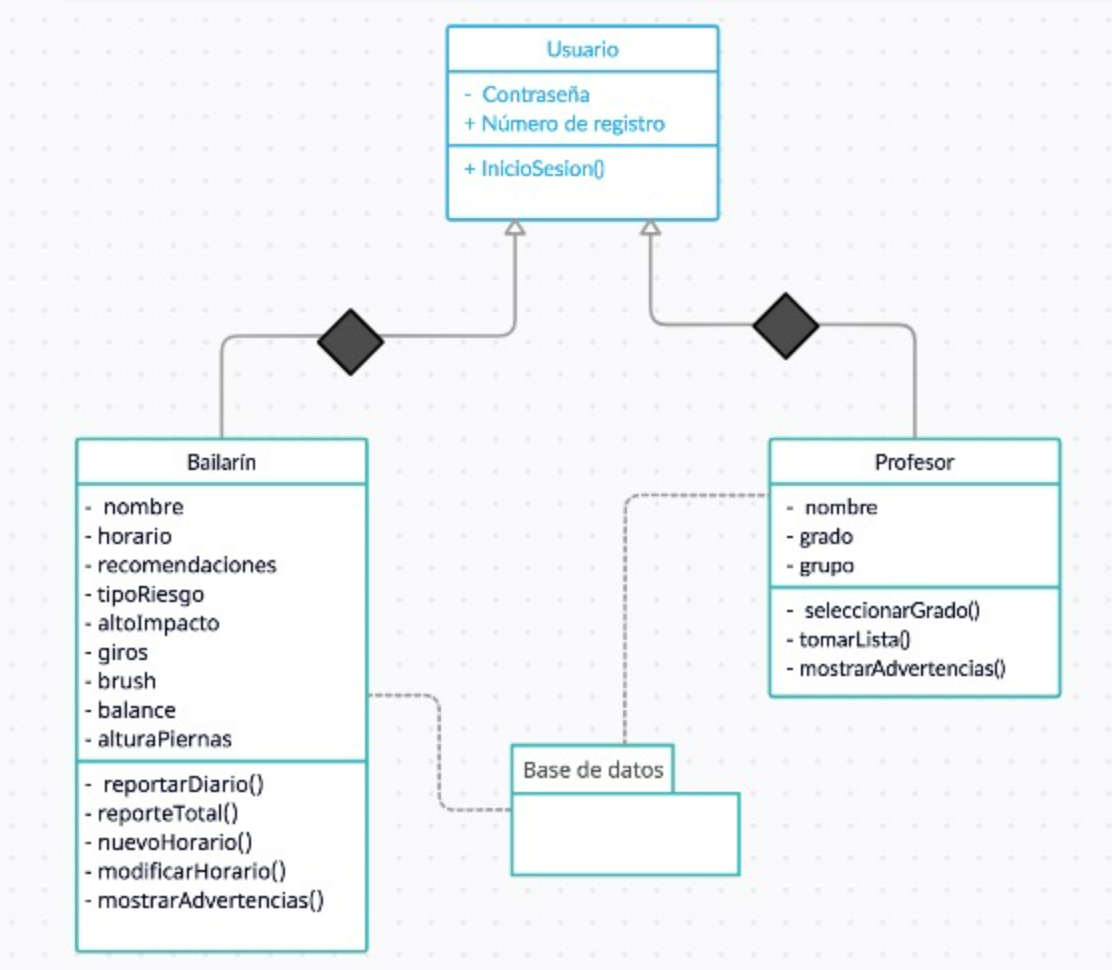 Usuario
- Contraseña
+ Número de registro
+ InicioSesion()
Bailarín
- nombre
- horario
- recomendaciones
- tipoRiesgo
- altoImpacto
- giros
- brush
- balance
- alturaPiernas
- reportarDiario()
- reporteTotal()
- nuevoHorario()
- modificarHorario()
- mostrarAdvertencias()
Profesor
- nombre
- grado
- grupo
- seleccionarGrado()
- tomarLista()
- mostrarAdvertencias()
Base de datos